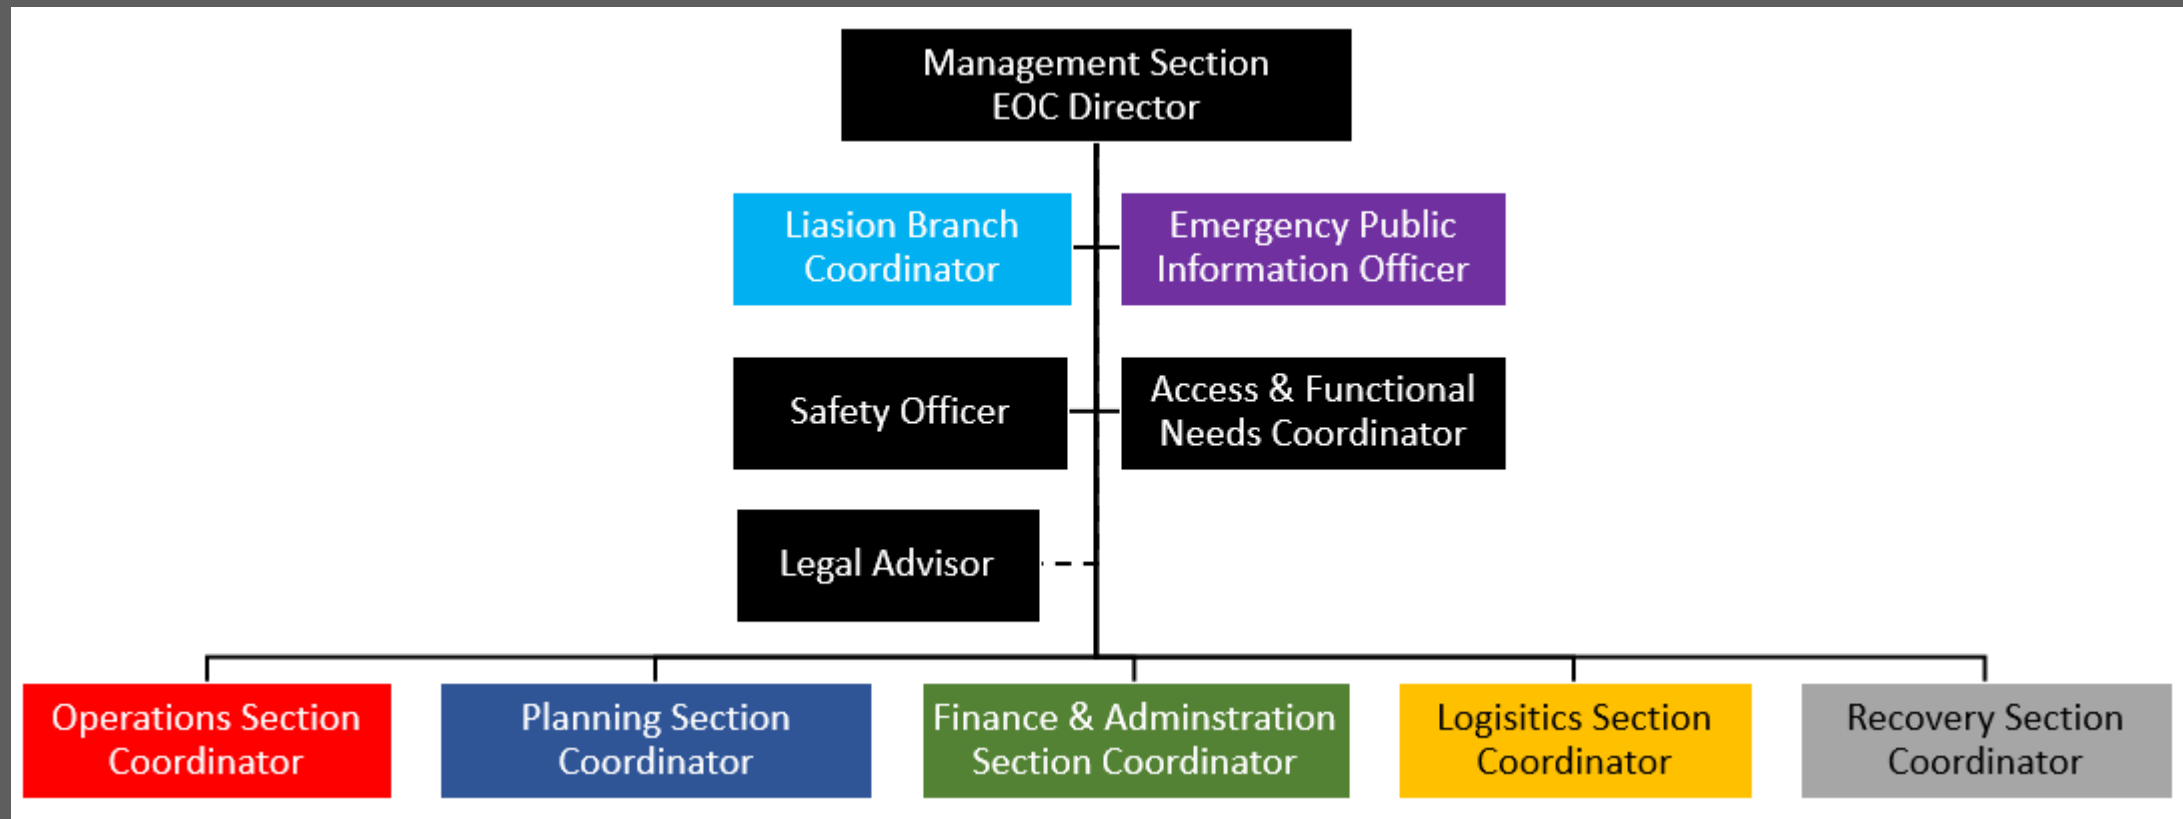 Management Section
EOC Director
Liasion Branch
Coordinator
Emergency Public
Information Officer
Safety Officer
Access & Functional
Needs Coordinator
Legal Advisor
Operations Section
Coordinator
Planning Section
Coordinator
Finance & Adminstration
Section Coordinator
Logisitics Section
Coordinator
Recovery Section
Coordinator